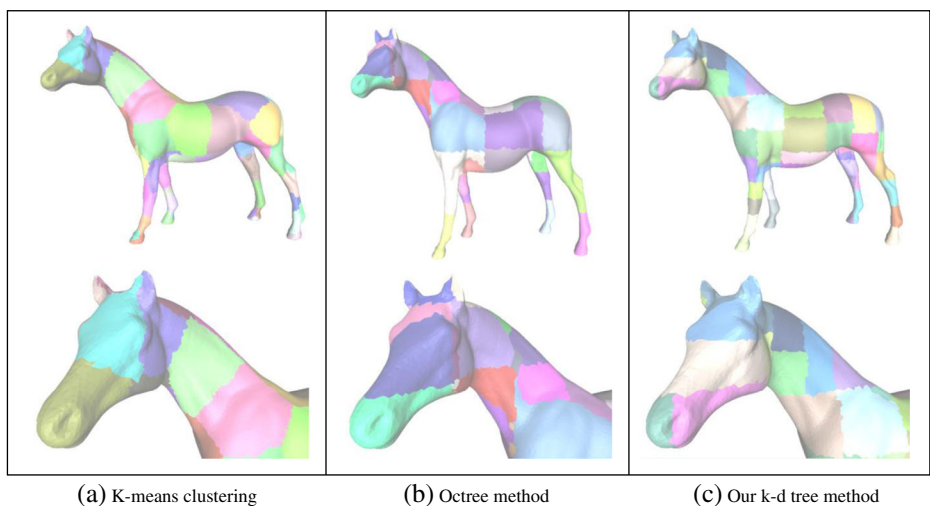 (a) K-means clustering
(b) Octree method
(c) Our k-d tree method